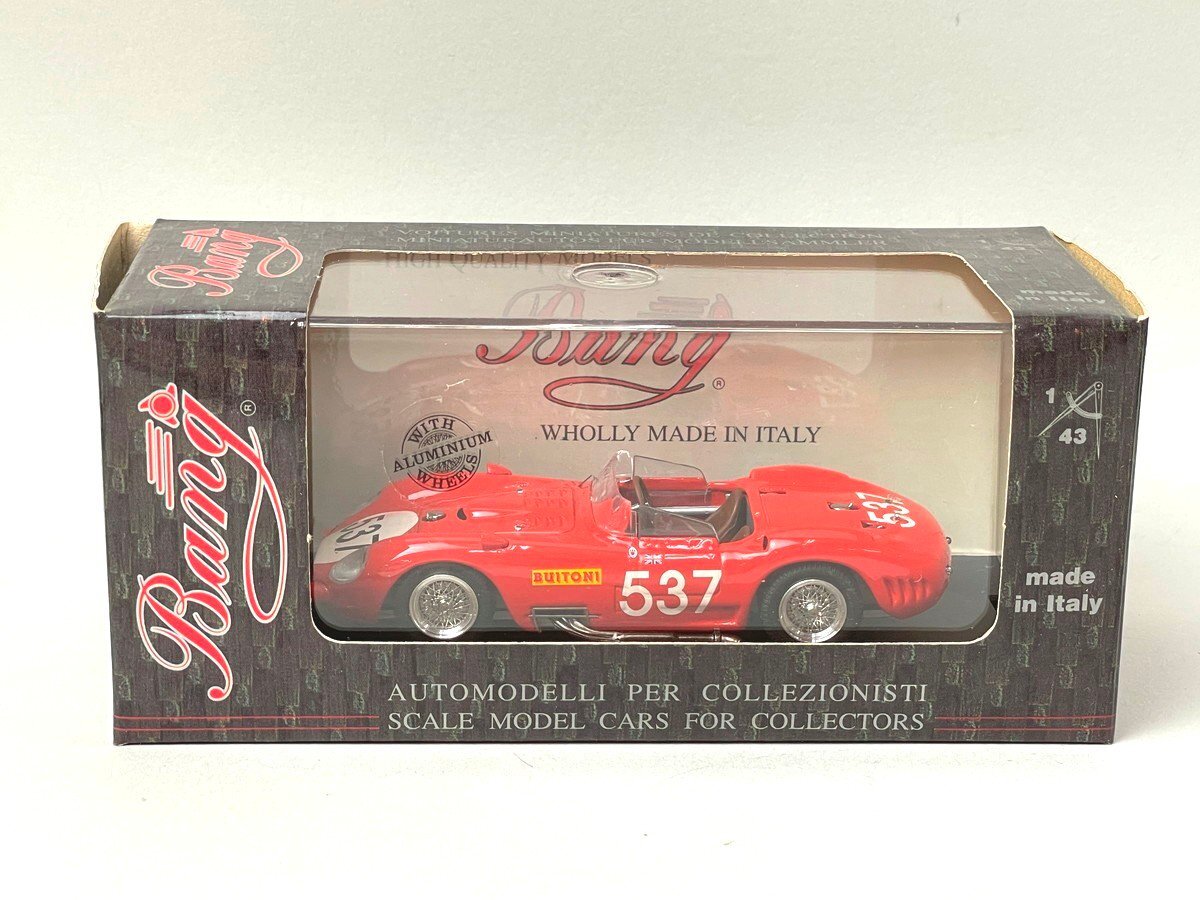 Bang
VOITURES MINIATURES DE COLLECTION
MINIATURAUTOS FÜR MODELLSAMMLER
HIGH QUALITY MODELS
made
in Italy
Bang ®
WHOLLY MADE IN ITALY
WITH
ALUMINIUM
WHEELS
Bang ®
1
43
537
537
BUITONI
537
made
in Italy
AUTOMODELLI PER COLLEZIONISTI
SCALE MODEL CARS FOR COLLECTORS